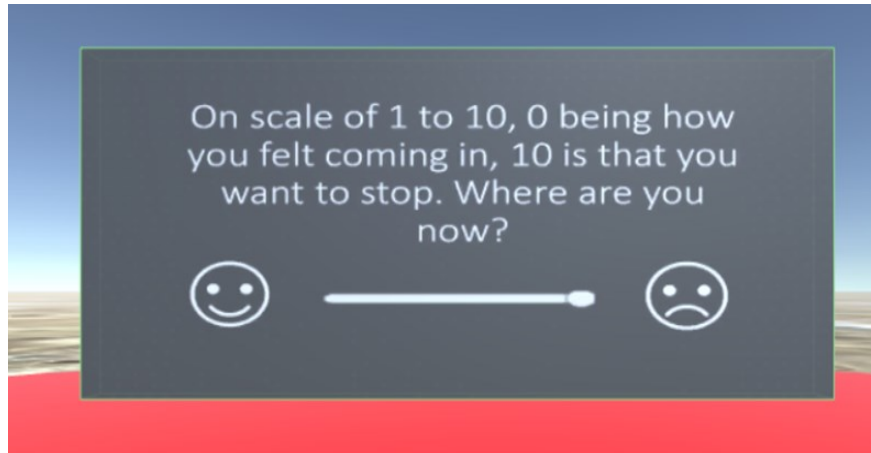 On scale of 1 to 10, 0 being how
you felt coming in, 10 is that you
want to stop. Where are you
now?